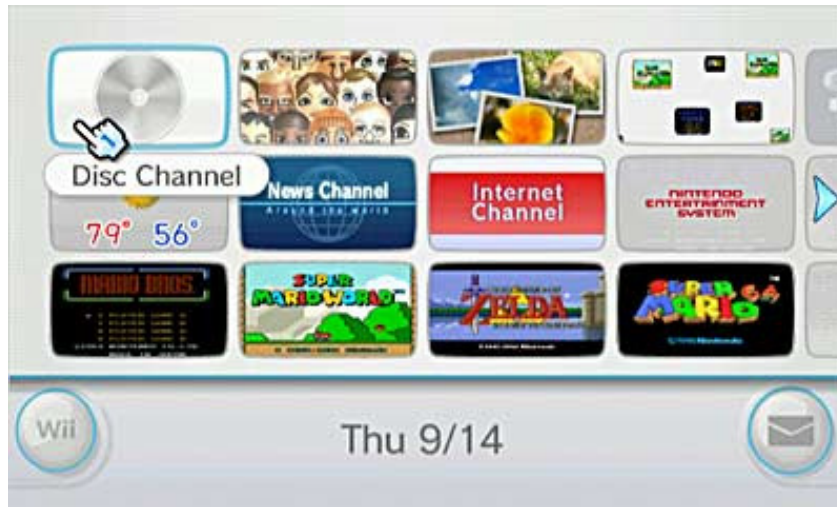 Disc Channel
79° 56°
News Channel
Around the world
Internet
Channel
NINTENDO
ENTERTAINMENT
SYSTEM
MARIO BROS
SUPER
MARIO WORLD
ZELDA
SUPER
MARIO 64
Wii
Thu 9/14